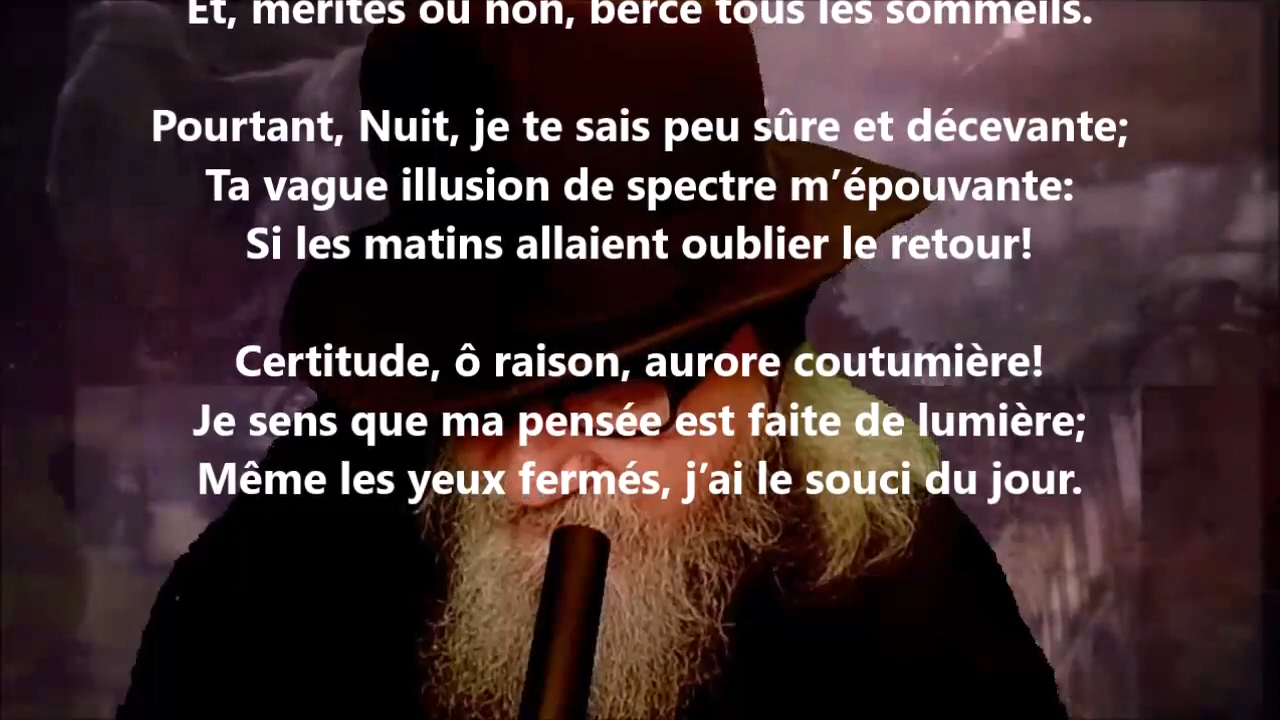 Et, mérités ou non, berce tous les sommeils.
Pourtant, Nuit, je te sais peu sûre et décevante;
Ta vague illusion de spectre m’épouvante:
Si les matins allaient oublier le retour!
Certitude, ô raison, aurore coutumière!
Je sens que ma pensée est faite de lumière;
Même les yeux fermés, j’ai le souci du jour.